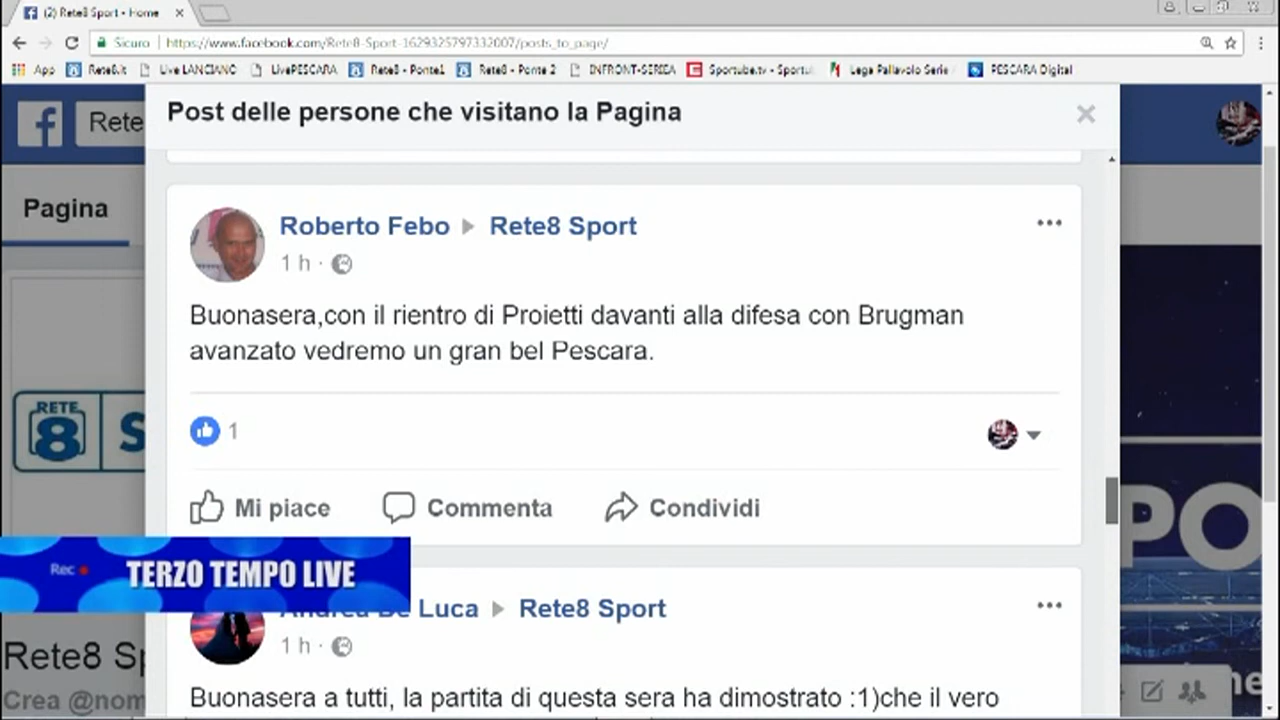 (2) Rete8 Sport - Home
Sicuro https://www.facebook.com/Rete8-Sport-1629325797332007/posts_to_page/
App Rete8.it Live LANCIANO LivePESCARA Rete8 - Ponte1 Rete8 - Ponte 2 INFRONT-SERIEA Sportube.tv - Sportu Lega Pallavolo Serie PESCARA Digital
Rete
Post delle persone che visitano la Pagina
Pagina
Roberto Febo Rete8 Sport
1 h
Buonasera,con il rientro di Proietti davanti alla difesa con Brugman
avanzato vedremo un gran bel Pescara.
RETE
8 S
1
Mi piace Commenta Condividi
PO
Rec TERZO TEMPO LIVE
Andrea De Luca Rete8 Sport
1 h
Rete8 Sp
Crea @nom
Buonasera a tutti, la partita di questa sera ha dimostrato :1)che il vero